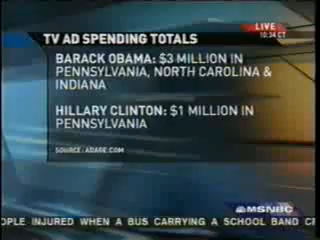 LIVE
10:34 CT
TV AD SPENDING TOTALS
BARACK OBAMA: $3 MILLION IN
PENNSYLVANIA, NORTH CAROLINA &
INDIANA
HILLARY CLINTON: $1 MILLION IN
PENNSYLVANIA
SOURCE: ADAGE.COM
MSNBC
OPLE INJURED WHEN A BUS CARRYING A SCHOOL BAND